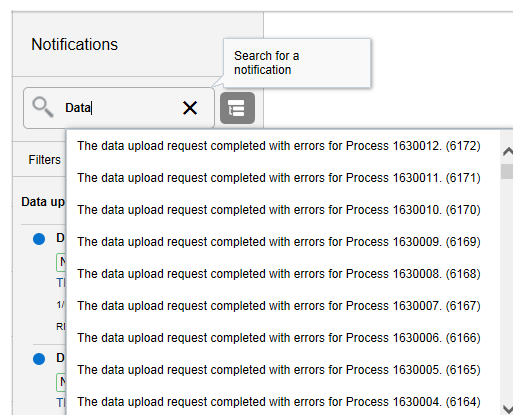 Notifications
Search for a
notification
Data
Filters
The data upload request completed with errors for Process 1630012. (6172)
The data upload request completed with errors for Process 1630011. (6171)
The data upload request completed with errors for Process 1630010. (6170)
Data up
The data upload request completed with errors for Process 1630009. (6169)
D
The data upload request completed with errors for Process 1630008. (6168)
N
The data upload request completed with errors for Process 1630007. (6167)
1/
The data upload request completed with errors for Process 1630006. (6166)
The data upload request completed with errors for Process 1630005. (6165)
D
N
The data upload request completed with errors for Process 1630004. (6164)